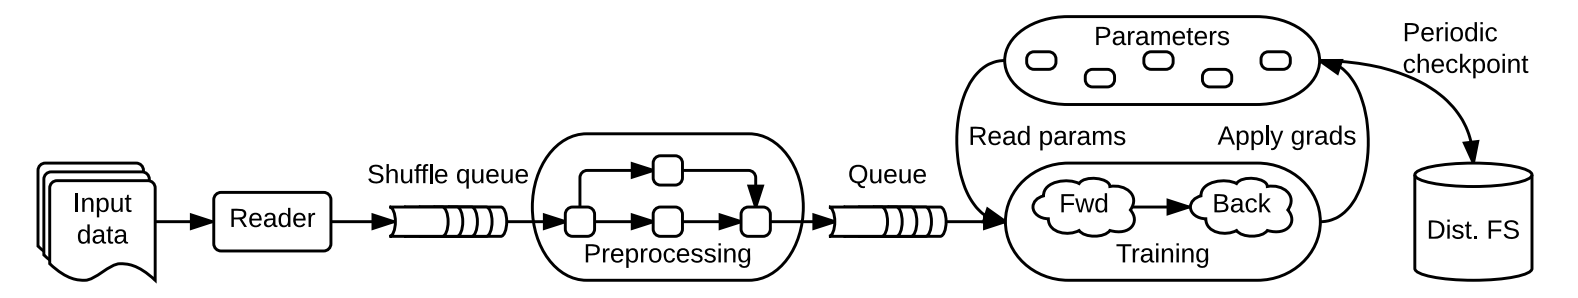 Input
data
Reader
Shuffle queue
Preprocessing
Queue
Parameters
Read params
Apply grads
Fwd
Back
Training
Periodic
checkpoint
Dist. FS